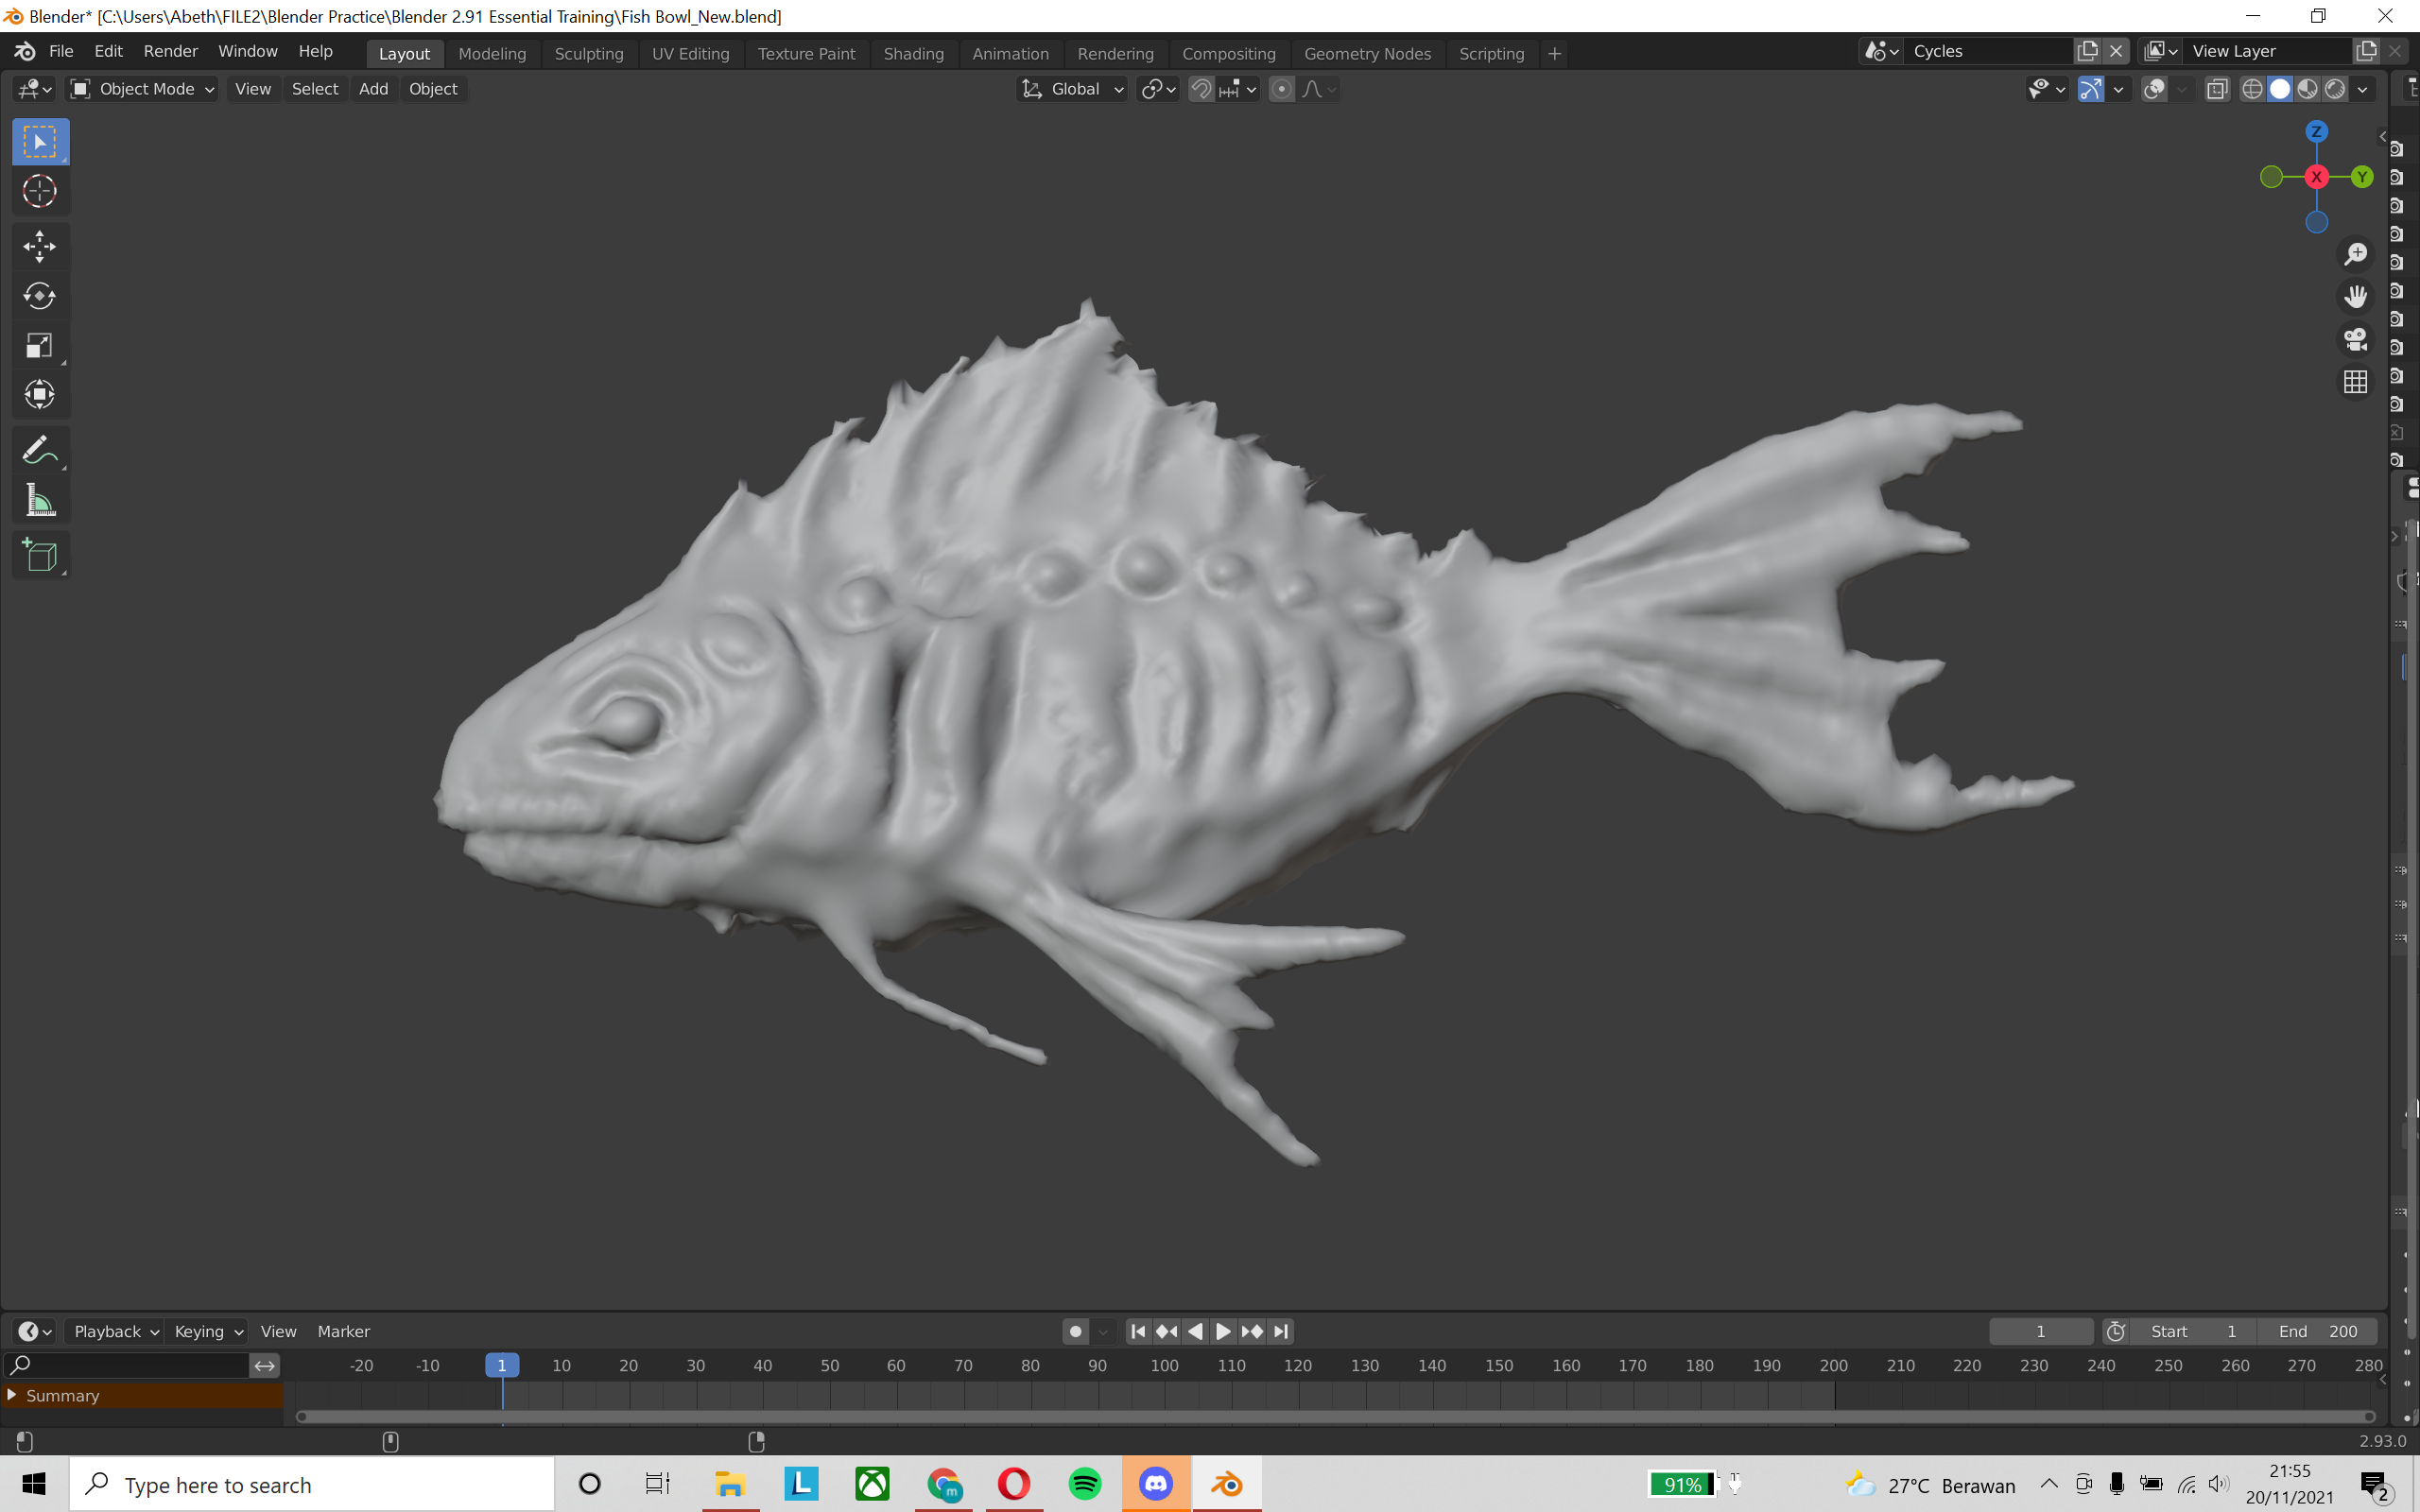 Blender* [C:\Users\Abeth\FILE2\Blender Practice\Blender 2.91 Essential Training\Fish Bowl_New.blend]
File Edit Render Window Help Layout Modeling Sculpting UV Editing Texture Paint Shading Animation Rendering Compositing Geometry Nodes Scripting + Cycles View Layer
Object Mode View Select Add Object Global
Z
X Y
Playback Keying View Marker 1 Start 1 End 200
-20 -10 1 10 20 30 40 50 60 70 80 90 100 110 120 130 140 150 160 170 180 190 200 210 220 230 240 250 260 270 280
Summary
2.93.0
Type here to search L m 91% 27°C Berawan 21:55
20/11/2021 2